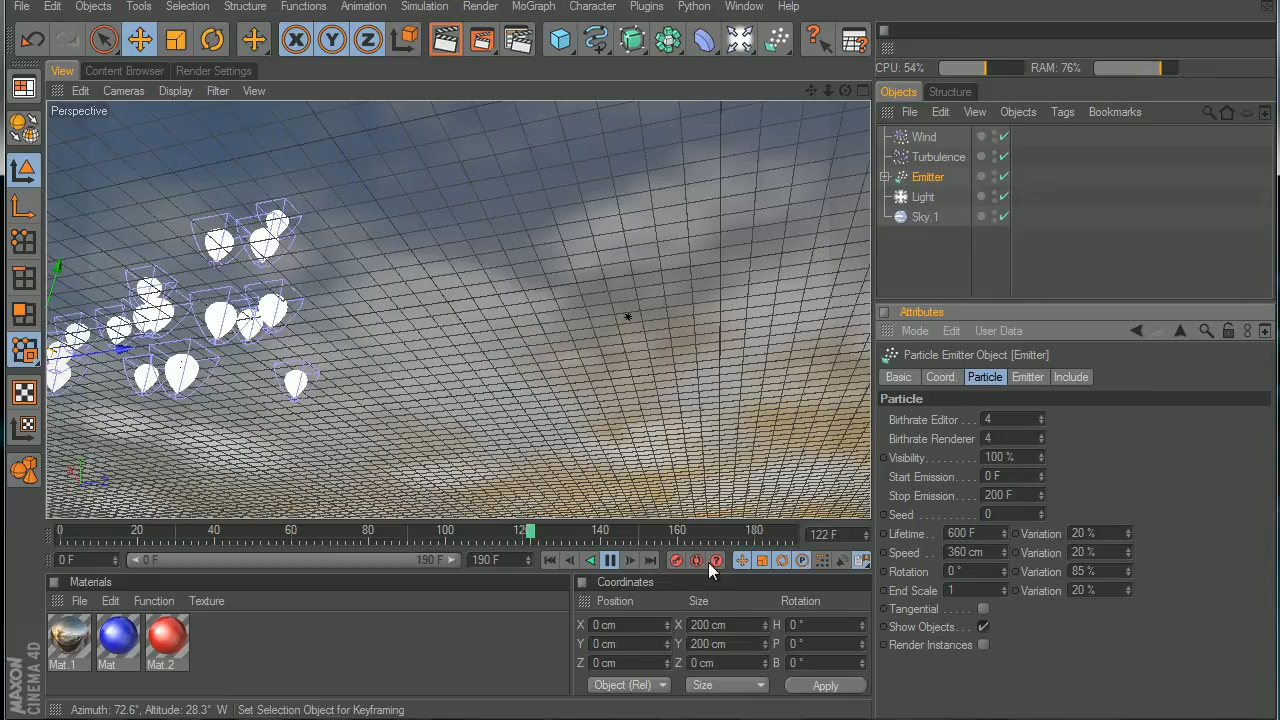 File Edit Objects Tools Selection Structure Functions Animation Simulation Render MoGraph Character Plugins Python Window Help
CPU: 54% RAM: 76%
View Content Browser Render Settings
Edit Cameras Display Filter View
Perspective
Objects Structure
File Edit View Objects Tags Bookmarks
Wind
Turbulence
Emitter
Light
Sky.1
Attributes
Mode Edit User Data
Particle Emitter Object [Emitter]
Basic Coord. Particle Emitter Include
Particle
Birthrate Editor . . . 4
Birthrate Renderer 4
Visibility. . . . . . . . . 100 %
Start Emission. . . . 0 F
Stop Emission. . . . 200 F
Seed . . . . . . . . . . . 0
Lifetime. . 600 F Variation 20 %
Speed . . 360 cm Variation 20 %
Rotation 0 ° Variation 85 %
End Scale 1 Variation 20 %
Tangential . . . . .
Show Objects. . .
Render Instances
0 20 40 60 80 100 122 140 160 180 122 F
0 F 0 F 190 F 190 F
Materials
File Edit Function Texture
Mat.1 Mat Mat.2
Coordinates
Position Size Rotation
X 0 cm X 200 cm H 0 °
Y 0 cm Y 200 cm P 0 °
Z 0 cm Z 0 cm B 0 °
Object (Rel) Size Apply
MAXON
CINEMA 4D
Azimuth: 72.6°, Altitude: 28.3° W Set Selection Object for Keyframing